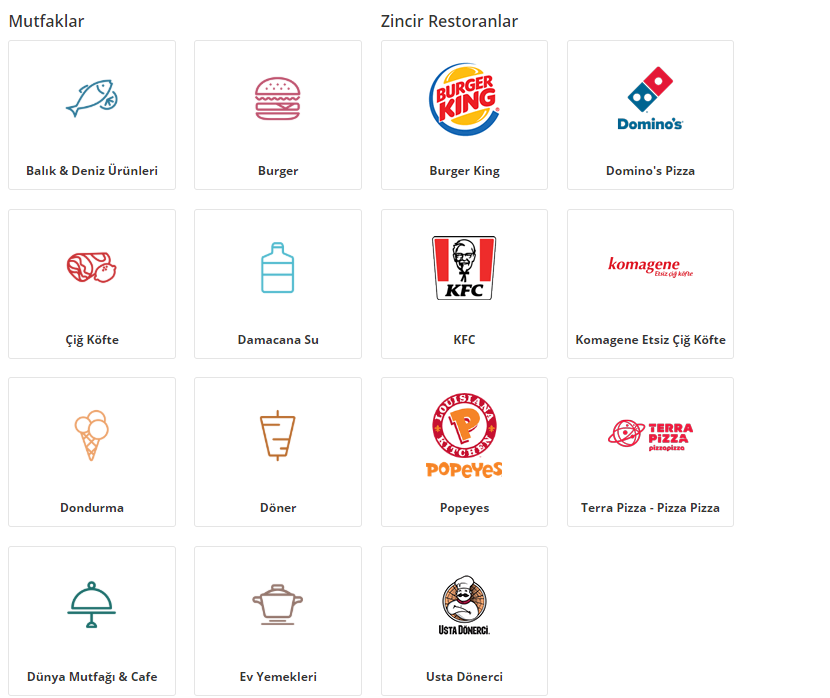 Mutfaklar
Zincir Restoranlar
BURGER
KING
Domino's
Balık & Deniz Ürünleri
Burger
Burger King
Domino's Pizza
KFC
komagene
Etsiz çiğ köfte
Çiğ Köfte
Damacana Su
KFC
Komagene Etsiz Çiğ Köfte
LOUISIANA
P
KITCHEN
POPEYES
TERRA
PIZZA
pizzapizza
Dondurma
Döner
Popeyes
Terra Pizza - Pizza Pizza
USTA DÖNERCİ
Dünya Mutfağı & Cafe
Ev Yemekleri
Usta Dönerci